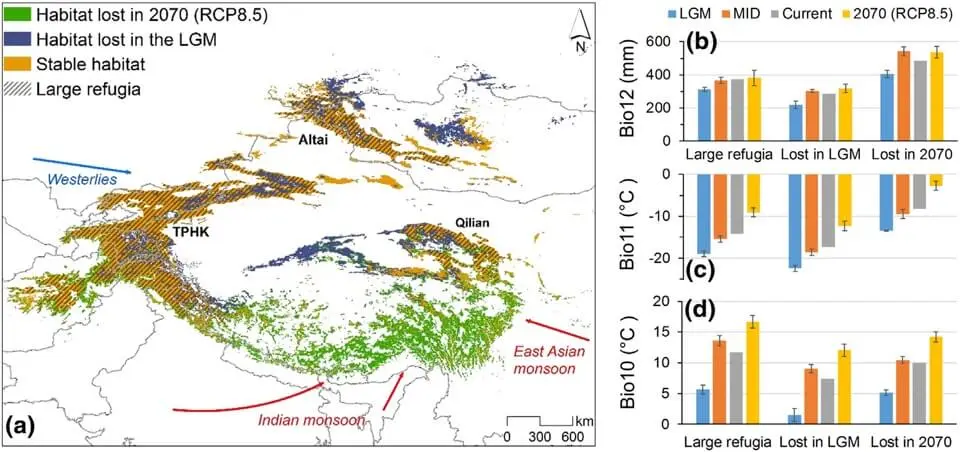 Habitat lost in 2070 (RCP8.5)
Habitat lost in the LGM
Stable habitat
Large refugia
N
Altai
Westerlies
TPHK
Qilian
East Asian
monsoon
Indian monsoon
km
0 300 600
(a)
LGM MID Current 2070 (RCP8.5)
(b)
Bio12 (mm)
600
400
200
0
Large refugia Lost in LGM Lost in 2070
Bio11 (°C)
0
-10
-20
(c)
(d)
Bio10 (°C)
20
15
10
5
0
Large refugia Lost in LGM Lost in 2070